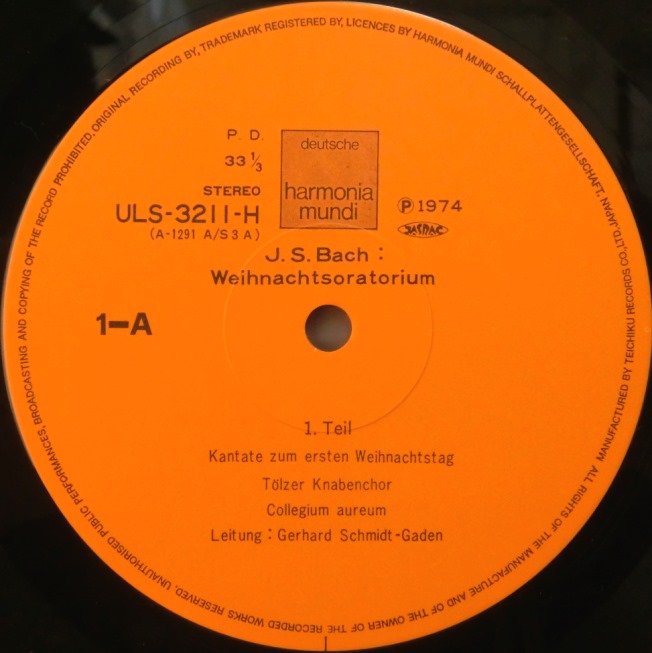 P. D.
33 1/3
STEREO
ULS-3211-H
(A-1291 A/S 3 A)
deutsche
harmonia
mundi
Ⓟ 1974
JASRAC
J. S. Bach :
Weihnachtsoratorium
1-A
1. Teil
Kantate zum ersten Weihnachtstag
Tölzer Knabenchor
Collegium aureum
Leitung : Gerhard Schmidt-Gaden
ALL RIGHTS OF THE MANUFACTURE AND OF THE OWNER OF THE RECORDED WORKS RESERVED. UNAUTHORISED PUBLIC PERFORMANCES, BROADCASTING AND COPYING OF THE RECORD PROHIBITED. ORIGINAL RECORDING BY, TRADEMARK REGISTERED BY, LICENCES BY HARMONIA MUNDI SCHALLPLATTENGESELLSCHAFT. JAPAN. MANUFACTURED BY TEICHIKU RECORDS CO., LTD.